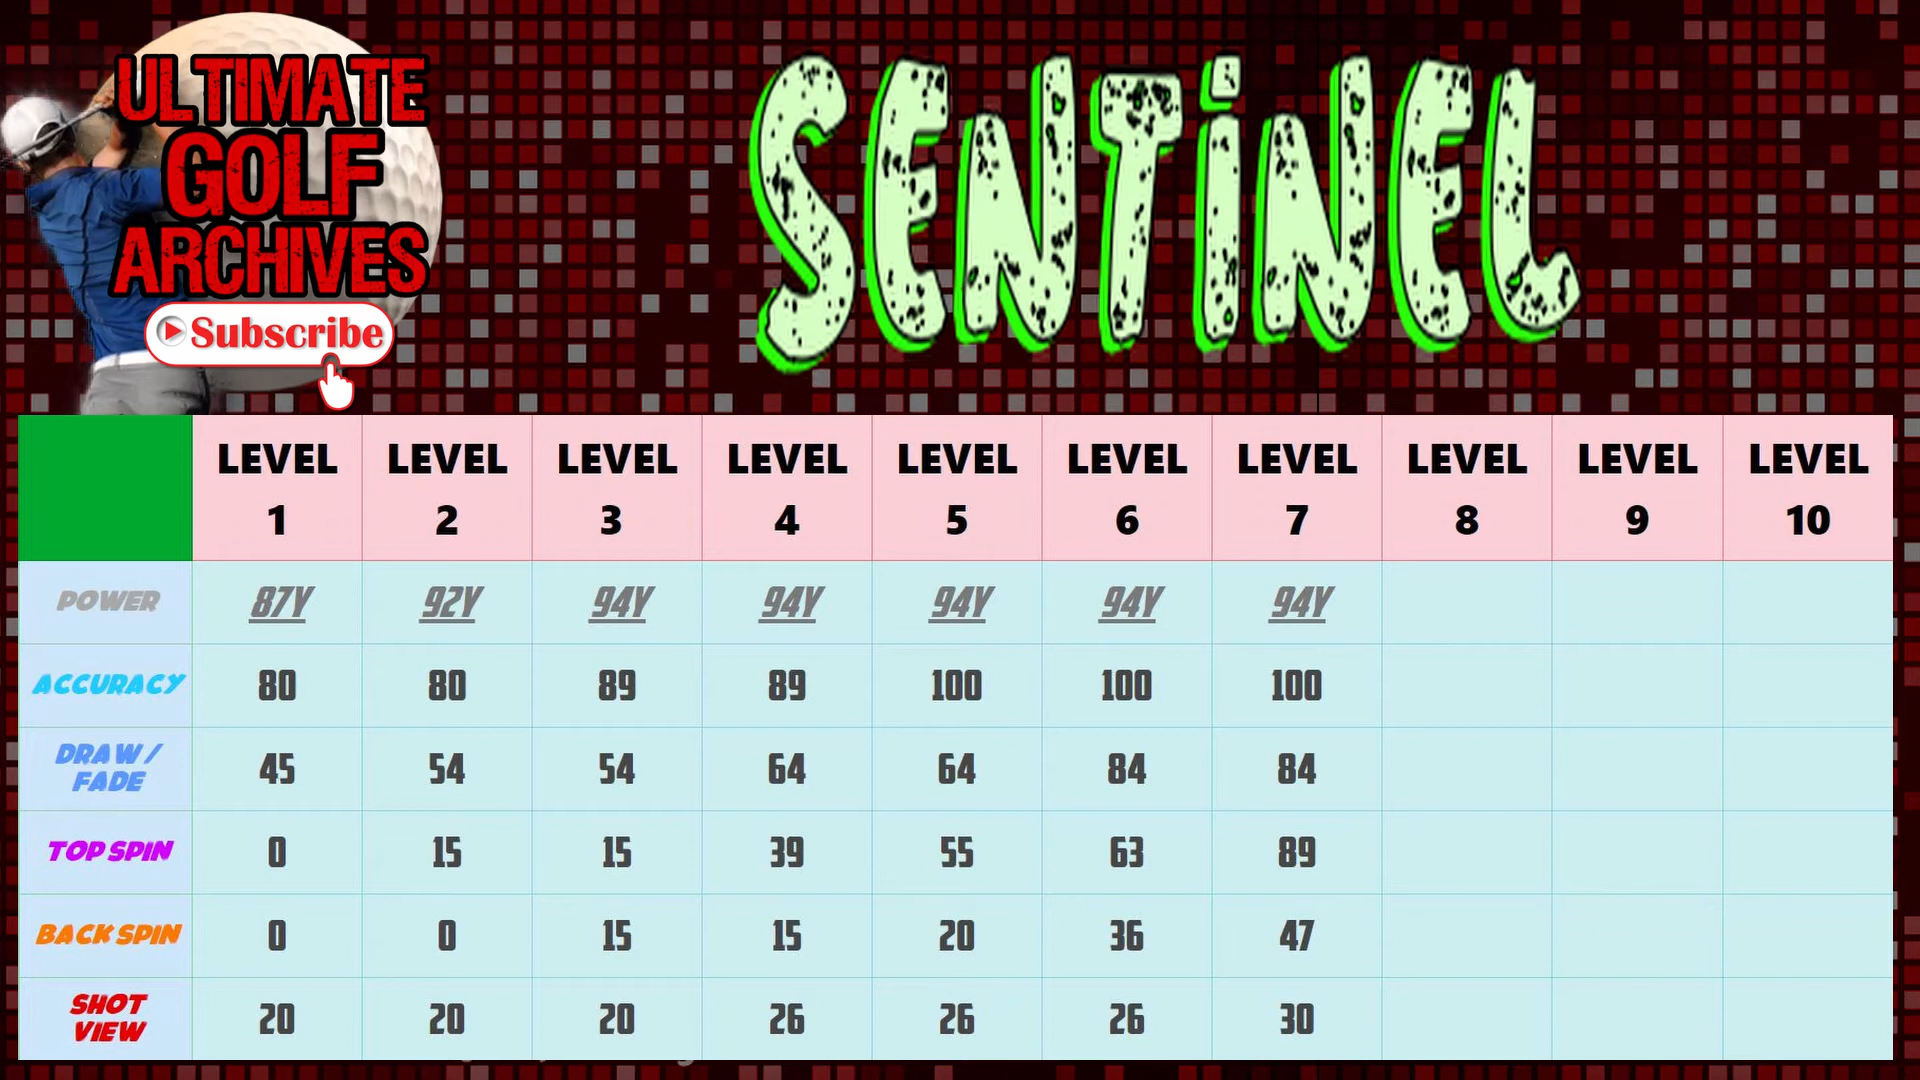 ULTIMATE
GOLF
ARCHIVES
Subscribe
SENTINEL
LEVEL 1 LEVEL 2 LEVEL 3 LEVEL 4 LEVEL 5 LEVEL 6 LEVEL 7 LEVEL 8 LEVEL 9 LEVEL 10
POWER 87Y 92Y 94Y 94Y 94Y 94Y 94Y
ACCURACY 80 80 89 89 100 100 100
DRAW / FADE 45 54 54 64 64 84 84
TOP SPIN 0 15 15 39 55 63 89
BACK SPIN 0 0 15 15 20 36 47
SHOT VIEW 20 20 20 26 26 26 30